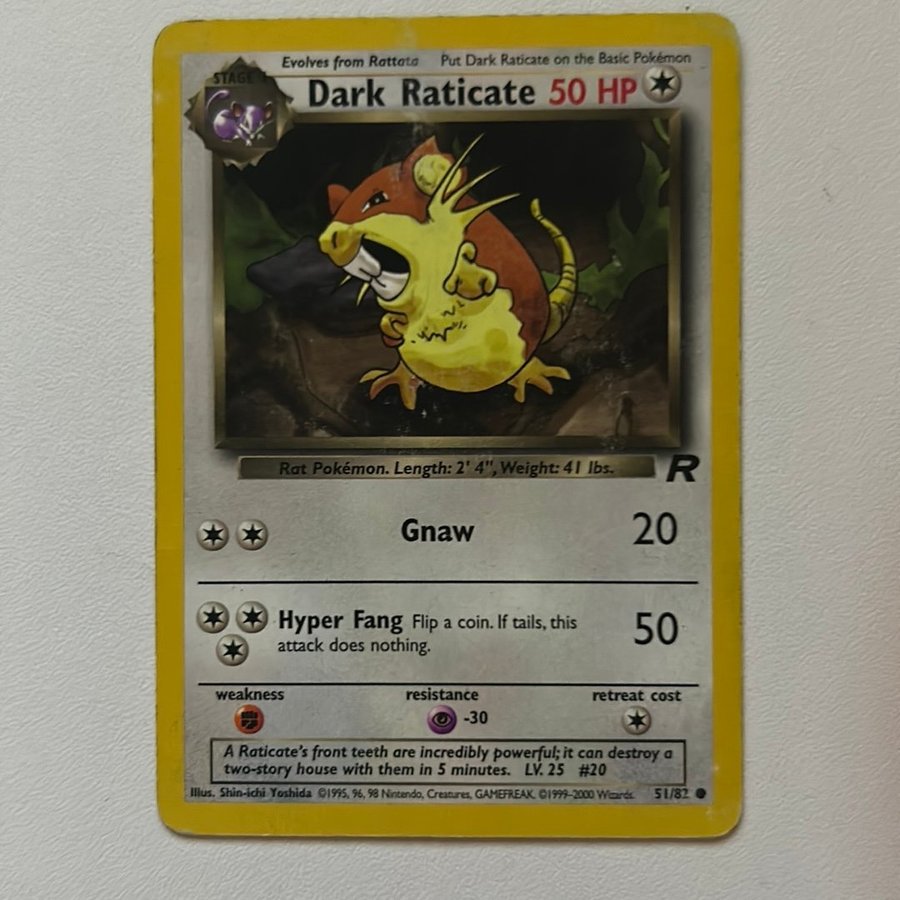 Evolves from Rattata Put Dark Raticate on the Basic Pokémon
STAGE 1
Dark Raticate 50 HP
Rat Pokémon. Length: 2' 4", Weight: 41 lbs.
R
Gnaw 20
Hyper Fang Flip a coin. If tails, this
attack does nothing.
50
weakness resistance retreat cost
-30
A Raticate's front teeth are incredibly powerful; it can destroy a
two-story house with them in 5 minutes. LV. 25 #20
Illus. Shin-ichi Yoshida ©1995, 96, 98 Nintendo, Creatures, GAMEFREAK. ©1999-2000 Wizards. 51/82